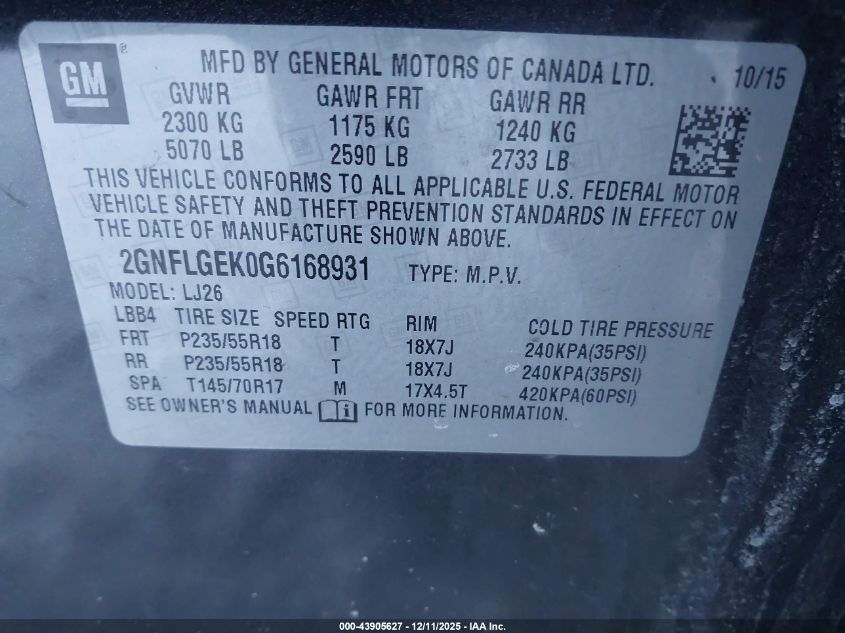 GM
®
MFD BY GENERAL MOTORS OF CANADA LTD. 10/15
GVWR GAWR FRT GAWR RR
2300 KG 1175 KG 1240 KG
5070 LB 2590 LB 2733 LB
THIS VEHICLE CONFORMS TO ALL APPLICABLE U.S. FEDERAL MOTOR
VEHICLE SAFETY AND THEFT PREVENTION STANDARDS IN EFFECT ON
THE DATE OF MANUFACTURE SHOWN ABOVE.
2GNFLGEK0G6168931 TYPE: M.P.V.
MODEL: LJ26
LBB4 TIRE SIZE SPEED RTG RIM COLD TIRE PRESSURE
FRT P235/55R18 T 18X7J 240KPA(35PSI)
RR P235/55R18 T 18X7J 240KPA(35PSI)
SPA T145/70R17 M 17X4.5T 420KPA(60PSI)
SEE OWNER'S MANUAL i FOR MORE INFORMATION.
000-43905627 - 12/11/2025 - IAA Inc.